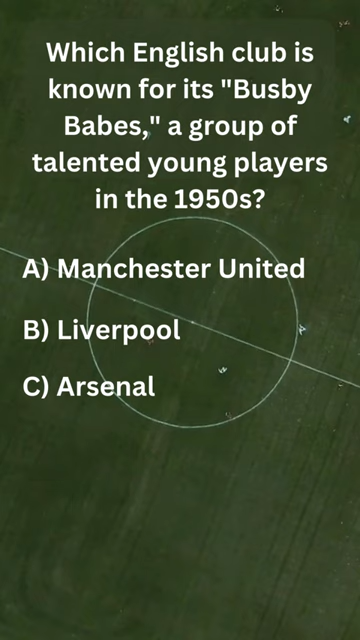 Which English club is
known for its "Busby
Babes," a group of
talented young players
in the 1950s?
A) Manchester United
B) Liverpool
C) Arsenal